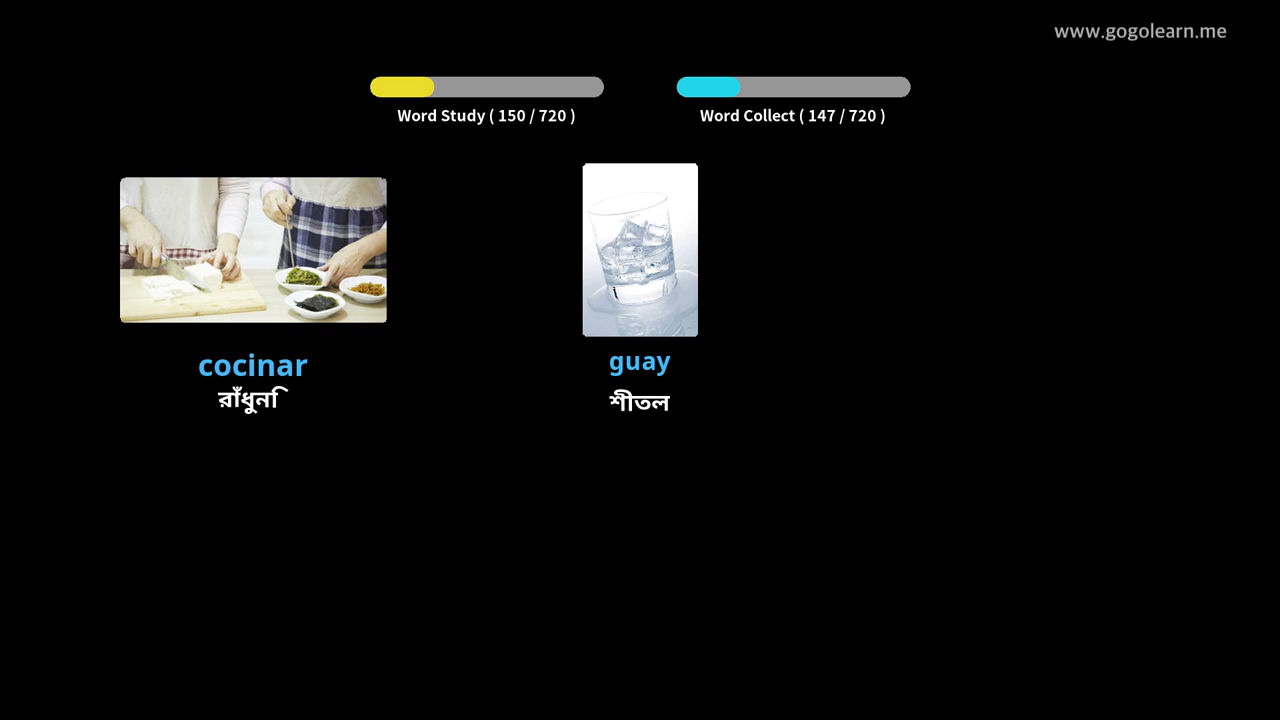 www.gogolearn.me
Word Study ( 150 / 720 )
Word Collect ( 147 / 720 )
cocinar
রাঁধুনি
guay
শীতল